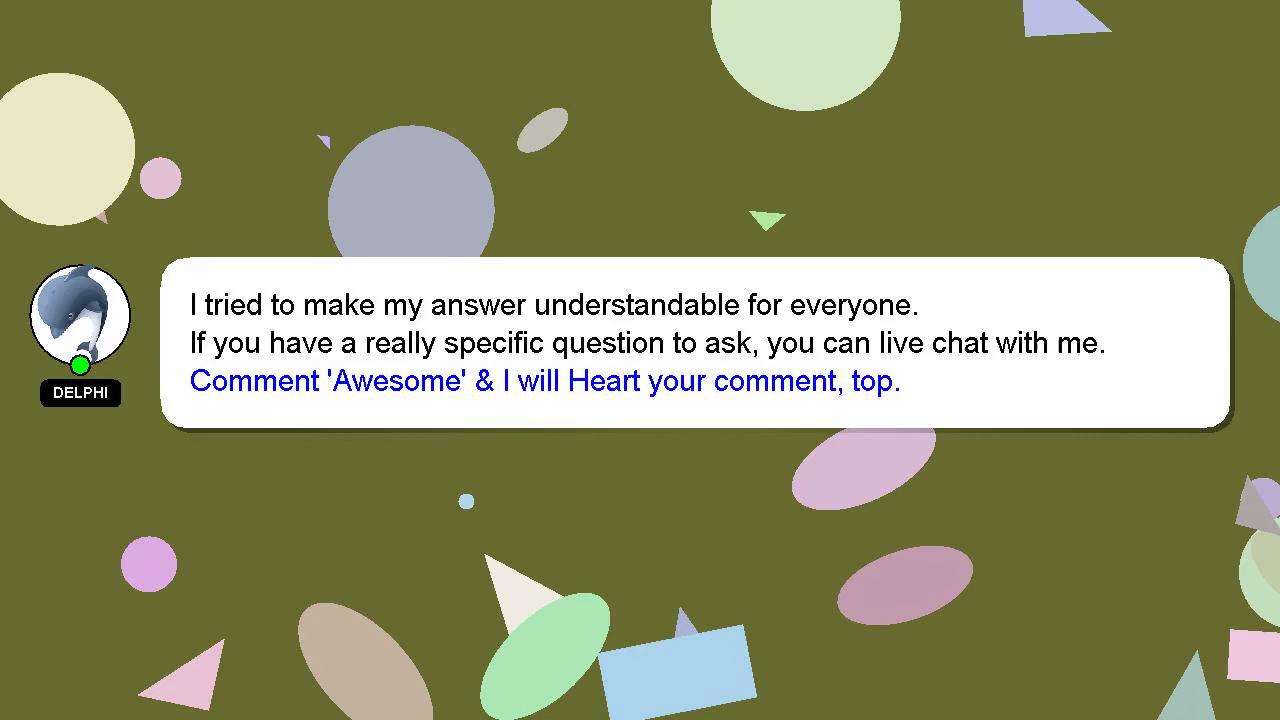 I tried to make my answer understandable for everyone.
If you have a really specific question to ask, you can live chat with me.
Comment 'Awesome' & I will Heart your comment, top.
DELPHI